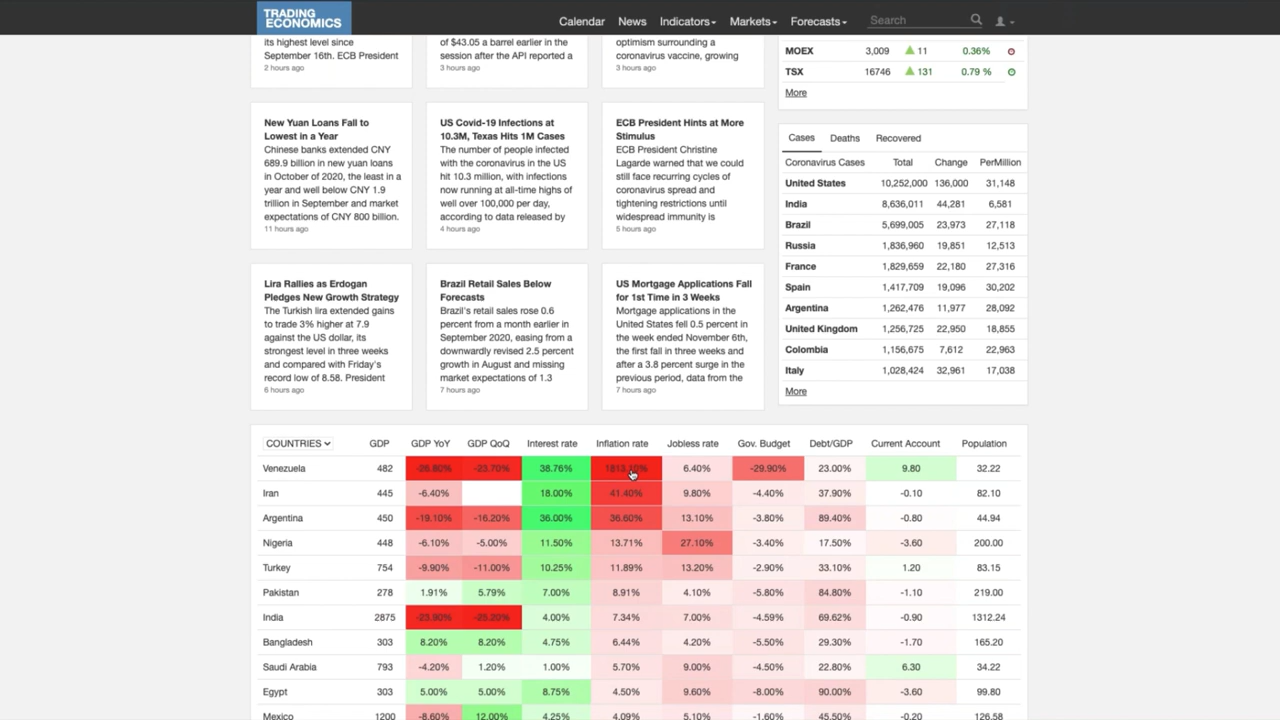 TRADING
ECONOMICS
Calendar News Indicators Markets Forecasts Search
its highest level since
September 16th. ECB President
2 hours ago
of $43.05 a barrel earlier in the
session after the API reported a
3 hours ago
optimism surrounding a
coronavirus vaccine, growing
3 hours ago
MOEX 3,009 11 0.36%
TSX 16746 131 0.79 %
More
New Yuan Loans Fall to
Lowest in a Year
Chinese banks extended CNY
689.9 billion in new yuan loans
in October of 2020, the least in a
year and well below CNY 1.9
trillion in September and market
expectations of CNY 800 billion.
11 hours ago
US Covid-19 Infections at
10.3M, Texas Hits 1M Cases
The number of people infected
with the coronavirus in the US
hit 10.3 million, with infections
now running at all-time highs of
well over 100,000 per day,
according to data released by
4 hours ago
ECB President Hints at More
Stimulus
ECB President Christine
Lagarde warned that we could
still face recurring cycles of
coronavirus spread and
tightening restrictions until
widespread immunity is
5 hours ago
Cases Deaths Recovered
Coronavirus Cases Total Change PerMillion
United States 10,252,000 136,000 31,148
India 8,636,011 44,281 6,581
Brazil 5,699,005 23,973 27,118
Russia 1,836,960 19,851 12,513
France 1,829,659 22,180 27,316
Spain 1,417,709 19,096 30,202
Argentina 1,262,476 11,977 28,092
United Kingdom 1,256,725 22,950 18,855
Colombia 1,156,675 7,612 22,963
Italy 1,028,424 32,961 17,038
More
Lira Rallies as Erdogan
Pledges New Growth Strategy
The Turkish lira extended gains
to trade 3% higher at 7.9
against the US dollar, its
strongest level in three weeks
and compared with Friday's
record low of 8.58. President
6 hours ago
Brazil Retail Sales Below
Forecasts
Brazil's retail sales rose 0.6
percent from a month earlier in
September 2020, easing from a
downwardly revised 2.5 percent
growth in August and missing
market expectations of 1.3
7 hours ago
US Mortgage Applications Fall
for 1st Time in 3 Weeks
Mortgage applications in the
United States fell 0.5 percent in
the week ended November 6th,
the first fall in three weeks and
after a 3.8 percent surge in the
previous period, data from the
7 hours ago
COUNTRIES GDP GDP YoY GDP QoQ Interest rate Inflation rate Jobless rate Gov. Budget Debt/GDP Current Account Population
Venezuela 482 -26.80% -23.70% 38.76% 6.40% -29.90% 23.00% 9.80 32.22
Iran 445 -6.40% 18.00% 41.40% 9.80% -4.40% 37.90% -0.10 82.10
Argentina 450 -19.10% -16.20% 36.00% 36.60% 13.10% -3.80% 89.40% -0.80 44.94
Nigeria 448 -6.10% -5.00% 11.50% 13.71% 27.10% -3.40% 17.50% -3.60 200.00
Turkey 754 -9.90% -11.00% 10.25% 11.89% 13.20% -2.90% 33.10% 1.20 83.15
Pakistan 278 1.91% 5.79% 7.00% 8.91% 4.10% -5.80% 84.80% -1.10 219.00
India 2875 -23.90% -25.20% 4.00% 7.34% 7.00% -4.59% 69.62% -0.90 1312.24
Bangladesh 303 8.20% 8.20% 4.75% 6.44% 4.20% -5.50% 29.30% -1.70 165.20
Saudi Arabia 793 -4.20% 1.20% 1.00% 5.70% 9.00% -4.50% 22.80% 6.30 34.22
Egypt 303 5.00% 5.00% 8.75% 4.50% 9.60% -8.00% 90.00% -3.60 99.80
Mexico 1200 -8.60% 12.00% 4.25% 4.09% 5.10% -1.60% 45.50% -0.20 126.58